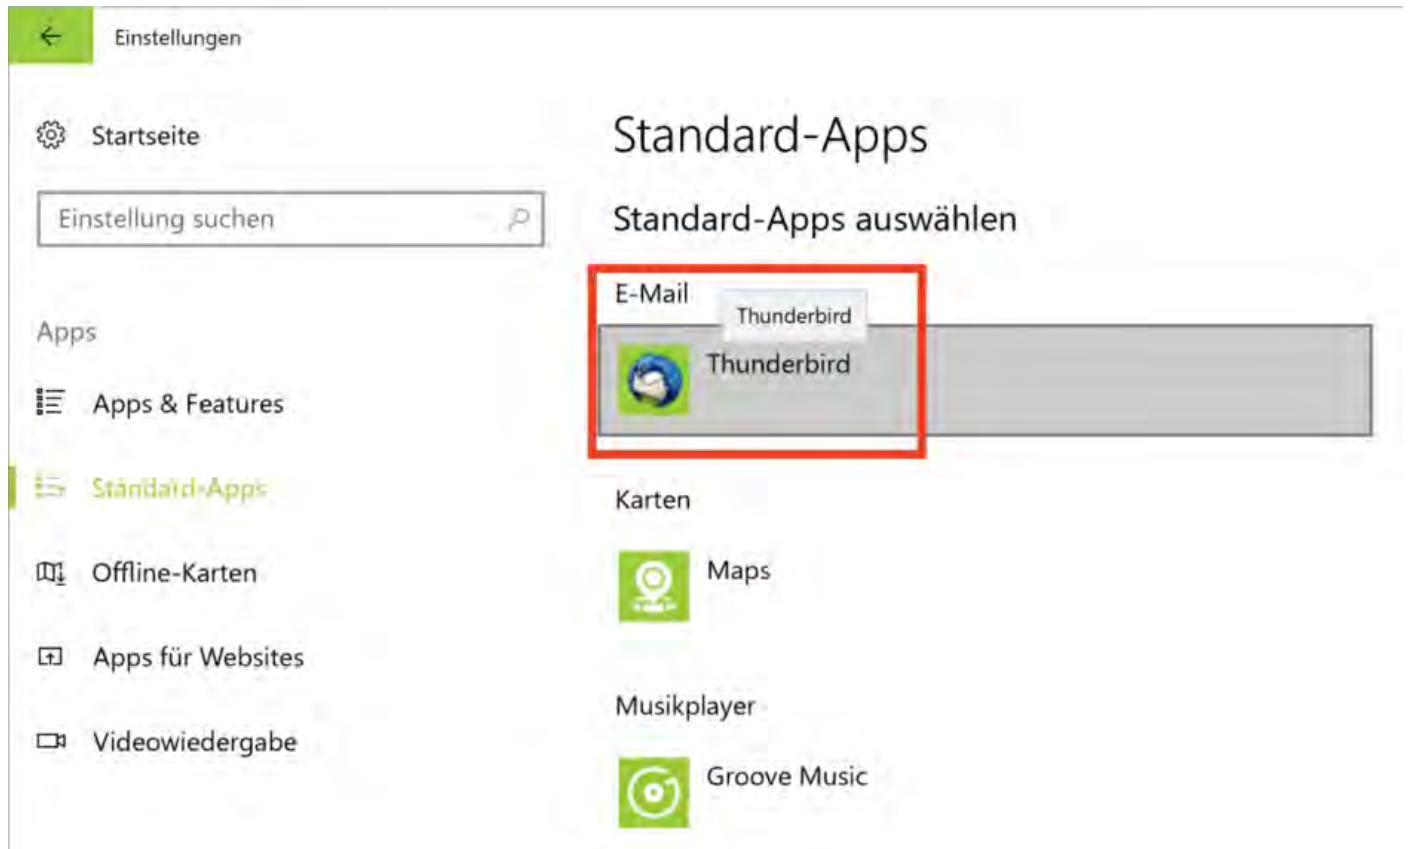 Einstellungen
Startseite
Einstellung suchen
Apps
Apps & Features
Standard-Apps
Offline-Karten
Apps für Websites
Videowiedergabe
Standard-Apps
Standard-Apps auswählen
E-Mail
Thunderbird
Thunderbird
Karten
Maps
Musikplayer
Groove Music